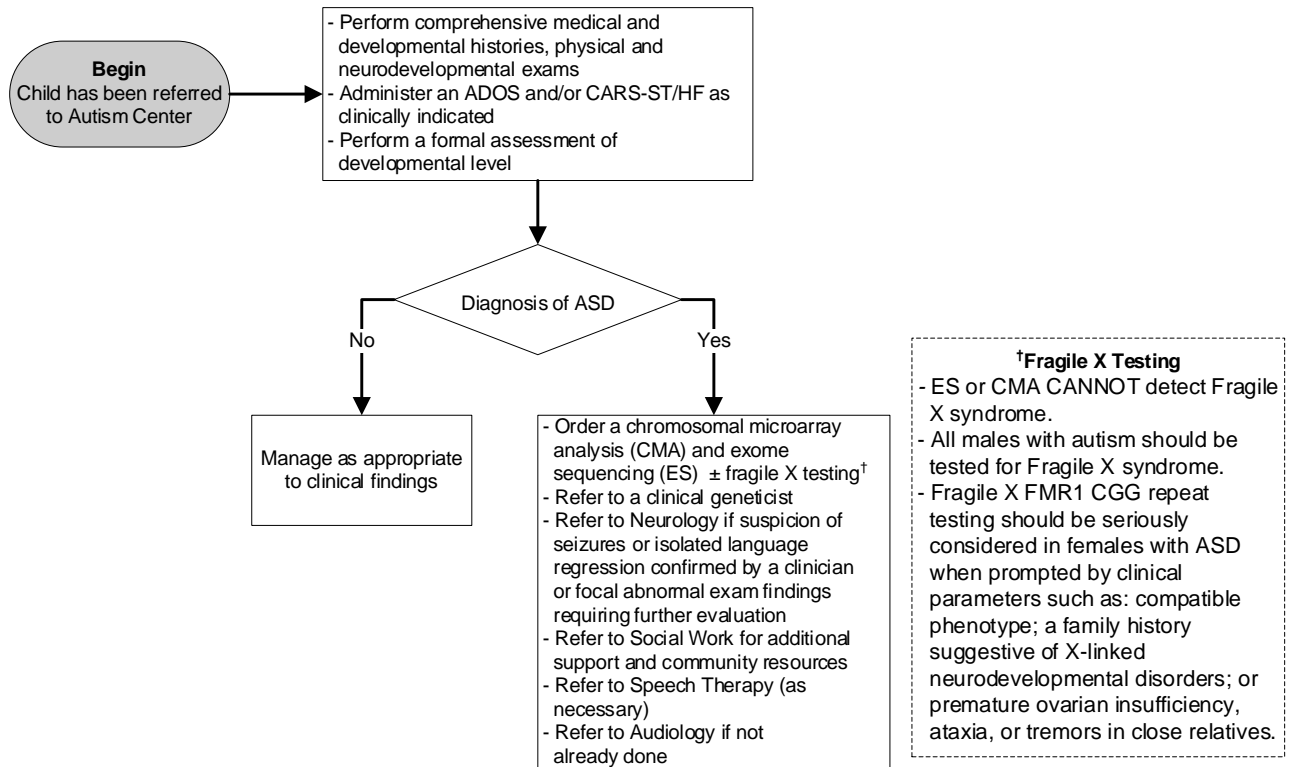 Begin
Child has been referred
to Autism Center
- Perform comprehensive medical and
developmental histories, physical and
neurodevelopmental exams
- Administer an ADOS and/or CARS-ST/HF as
clinically indicated
- Perform a formal assessment of
developmental level
Diagnosis of ASD
No
Yes
Manage as appropriate
to clinical findings
- Order a chromosomal microarray
analysis (CMA) and exome
sequencing (ES) ± fragile X testing†
- Refer to a clinical geneticist
- Refer to Neurology if suspicion of
seizures or isolated language
regression confirmed by a clinician
or focal abnormal exam findings
requiring further evaluation
- Refer to Social Work for additional
support and community resources
- Refer to Speech Therapy (as
necessary)
- Refer to Audiology if not
already done
†Fragile X Testing
- ES or CMA CANNOT detect Fragile
X syndrome.
- All males with autism should be
tested for Fragile X syndrome.
- Fragile X FMR1 CGG repeat
testing should be seriously
considered in females with ASD
when prompted by clinical
parameters such as: compatible
phenotype; a family history
suggestive of X-linked
neurodevelopmental disorders; or
premature ovarian insufficiency,
ataxia, or tremors in close relatives.